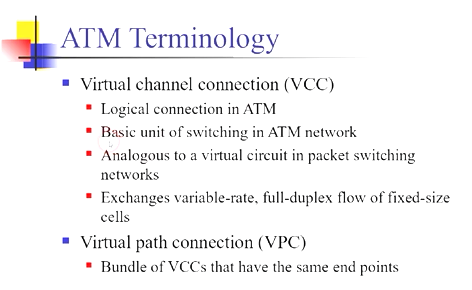 ATM Terminology
Virtual channel connection (VCC)
Logical connection in ATM
Basic unit of switching in ATM network
Analogous to a virtual circuit in packet switching
networks
Exchanges variable-rate, full-duplex flow of fixed-size
cells
Virtual path connection (VPC)
Bundle of VCCs that have the same end points